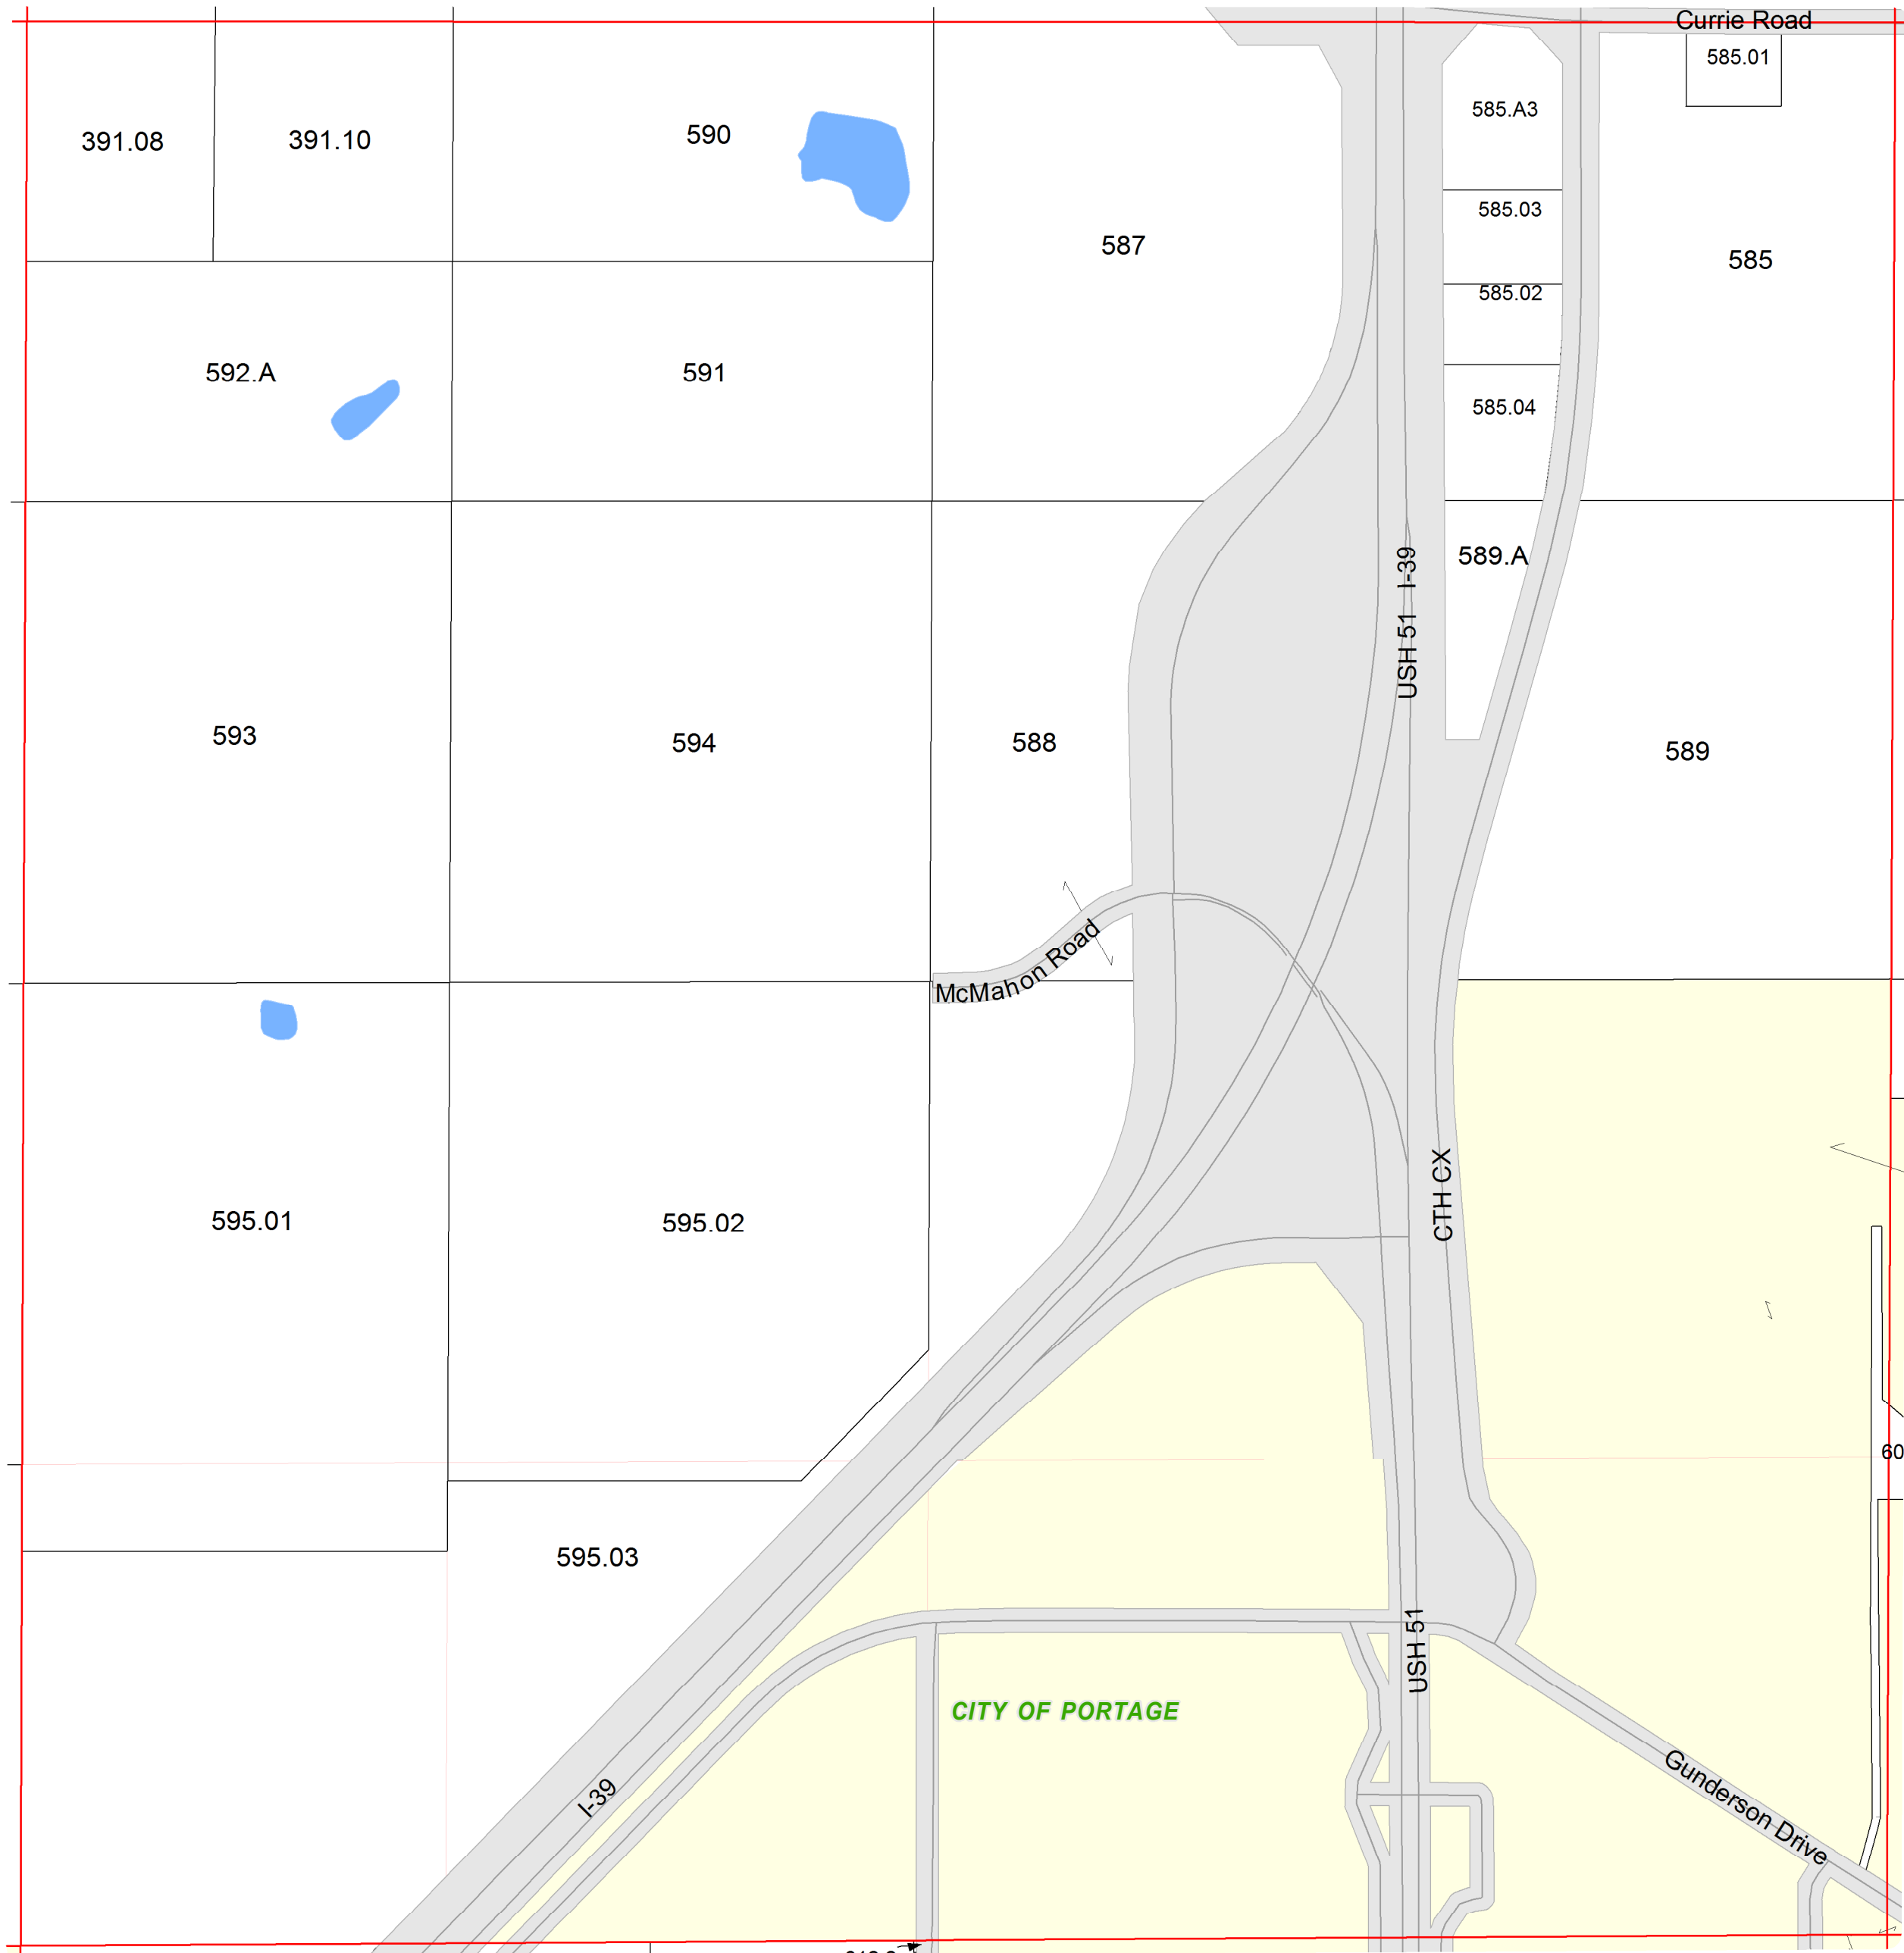 Currie Road
585.01
585.A3
391.08
391.10
590
585.03
587
585
585.02
592.A
591
585.04
589.A
USH 51 I-39
593
594
588
589
McMahon Road
CTH CX
595.01
595.02
60
595.03
USH 51
CITY OF PORTAGE
I-39
Gunderson Drive